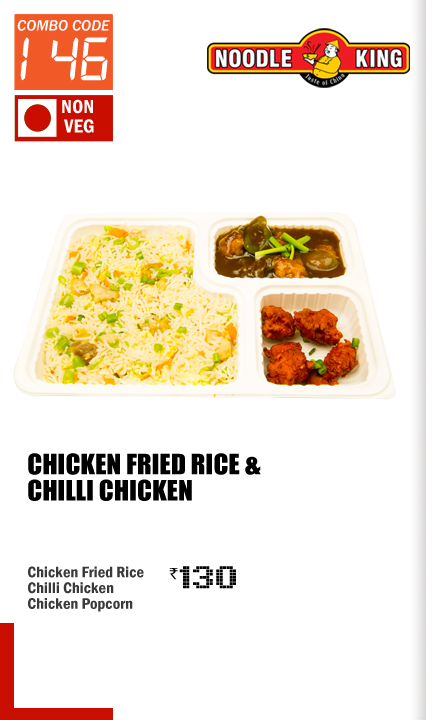 COMBO CODE
146
NON
VEG
NOODLE KING
Taste of China
CHICKEN FRIED RICE &
CHILLI CHICKEN
Chicken Fried Rice
Chilli Chicken
Chicken Popcorn
₹130